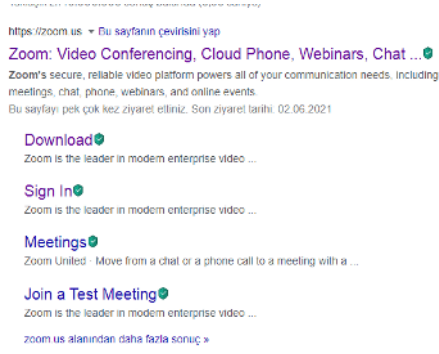 https://zoom.us ▾ Bu sayfanın çevirisini yap
Zoom: Video Conferencing, Cloud Phone, Webinars, Chat ...
Zoom's secure, reliable video platform powers all of your communication needs, including
meetings, chat, phone, webinars, and online events.
Bu sayfayı pek çok kez ziyaret ettiniz. Son ziyaret tarihi: 02.06.2021
Download
Zoom is the leader in modern enterprise video ...
Sign In
Zoom is the leader in modern enterprise video ...
Meetings
Zoom United · Move from a chat or a phone call to a meeting with a ...
Join a Test Meeting
Zoom is the leader in modern enterprise video ...
zoom.us alanından daha fazla sonuç »